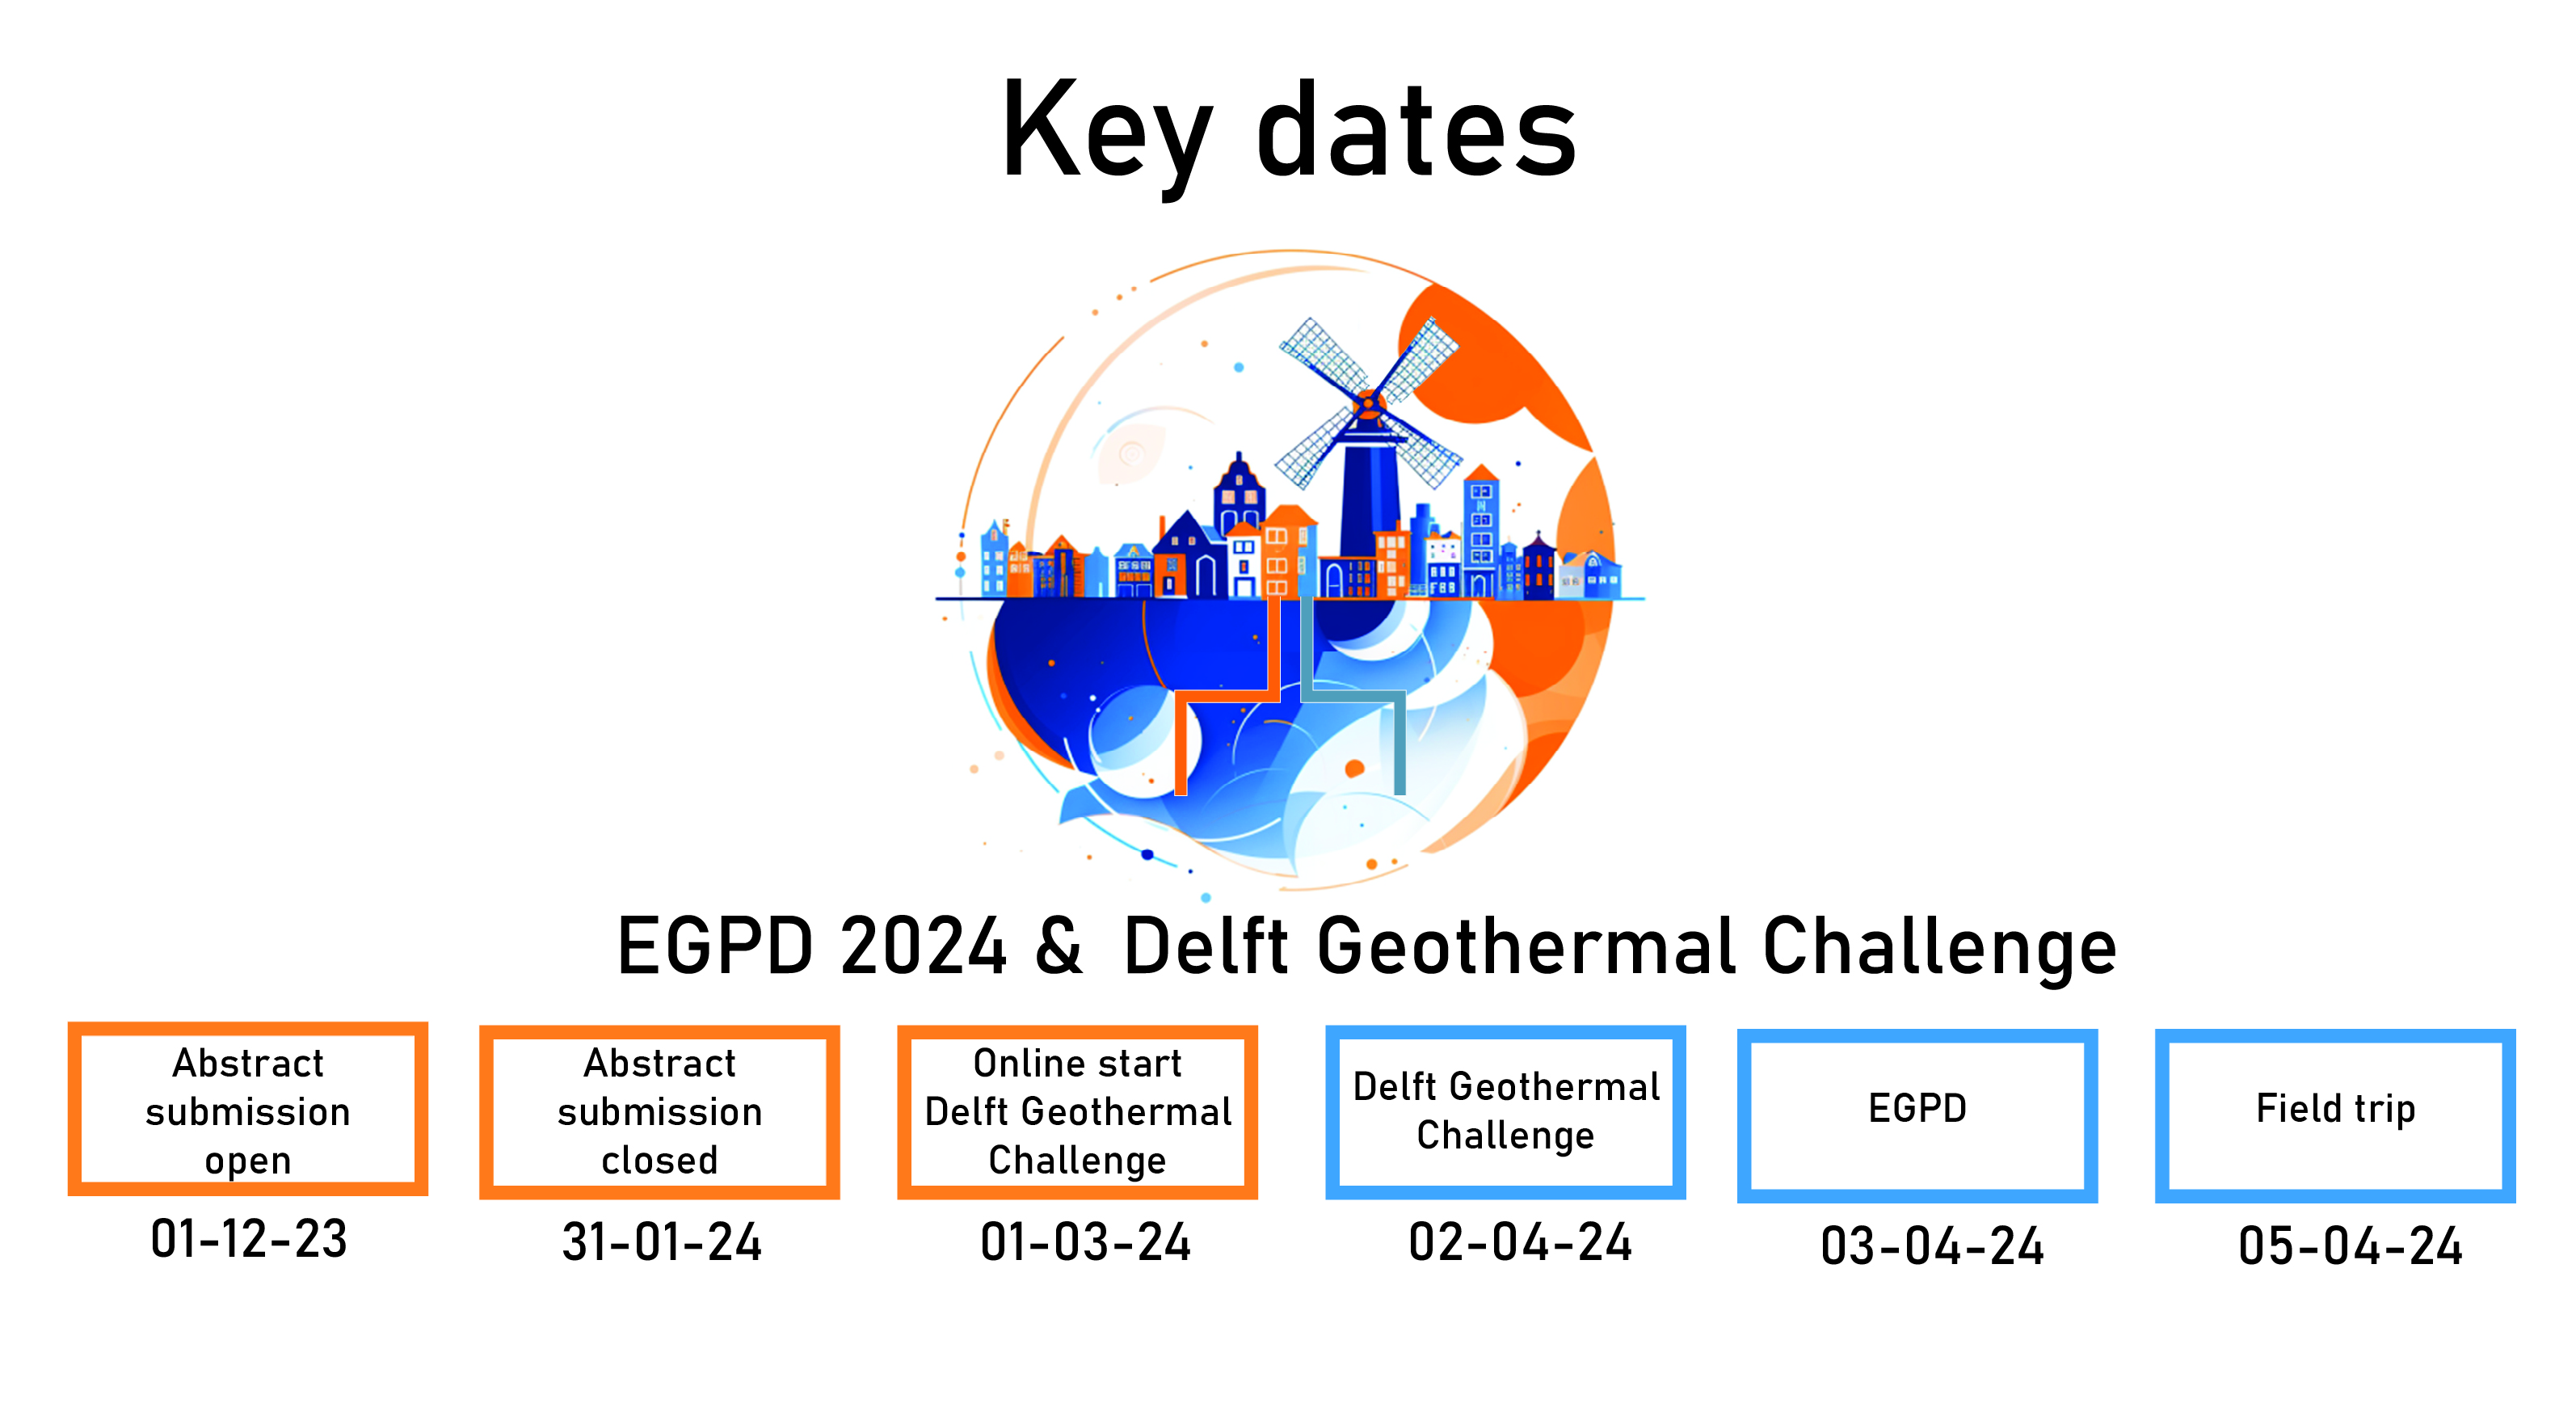 Key dates
EGPD 2024 & Delft Geothermal Challenge
Abstract
submission
open
01-12-23
Abstract
submission
closed
31-01-24
Online start
Delft Geothermal
Challenge
01-03-24
Delft Geothermal
Challenge
02-04-24
EGPD
03-04-24
Field trip
05-04-24